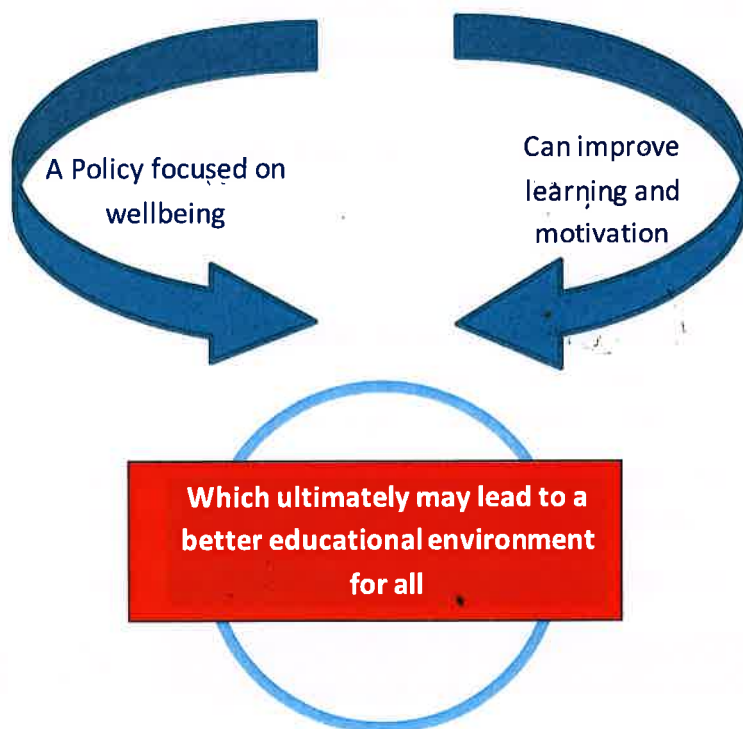 A Policy focused on
wellbeing
Can improve
learning and
motivation
Which ultimately may lead to a
better educational environment
for all